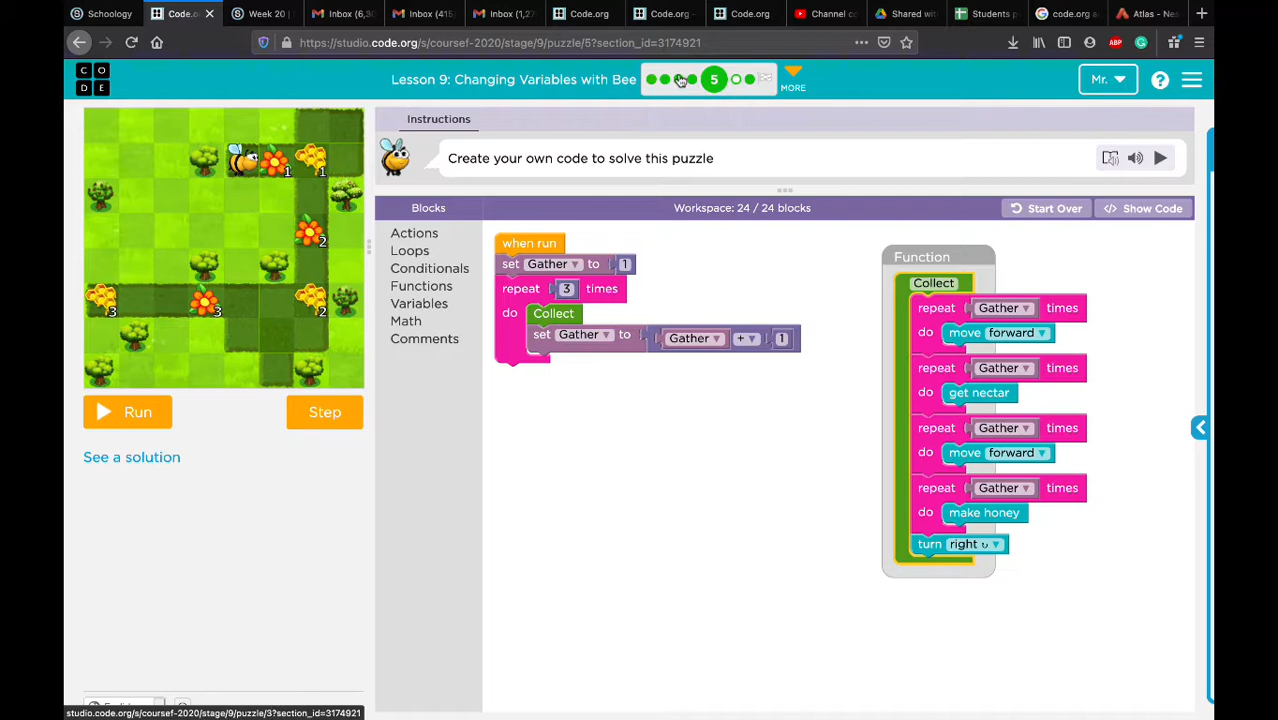 Schoology
Code.o
Week 20
Inbox (6,3
Inbox (415
Inbox (1,2
Code.org
Code.org -
Code.org
Channel c
Shared wit
Students p
code.org a
Atlas - Nes
https://studio.code.org/s/coursef-2020/stage/9/puzzle/5?section_id=3174921
C O
D E
Lesson 9: Changing Variables with Bee
5
MORE
Mr.
Instructions
Create your own code to solve this puzzle
Blocks
Workspace: 24 / 24 blocks
Start Over
</> Show Code
1
1
2
3
3
2
Run
Step
See a solution
Actions
Loops
Conditionals
Functions
Variables
Math
Comments
when run
set Gather to 1
repeat 3 times
do Collect
set Gather to Gather + 1
Function
Collect
repeat Gather times
do move forward
repeat Gather times
do get nectar
repeat Gather times
do move forward
repeat Gather times
do make honey
turn right ↻
studio.code.org/s/coursef-2020/stage/9/puzzle/3?section_id=3174921